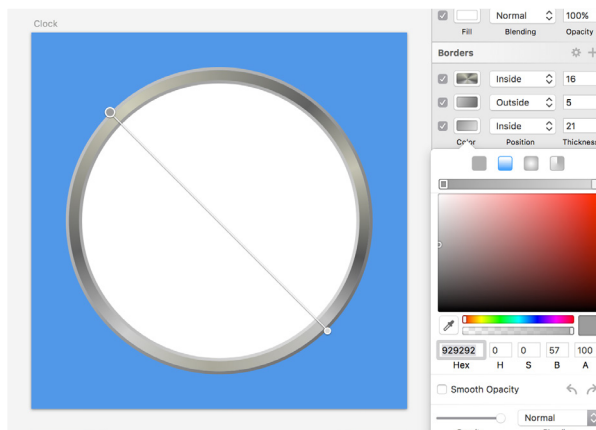 Clock
Normal 100%
Fill Blending Opacity
Borders
Inside 16
Outside 5
Inside 21
Color Position Thickness
929292 0 0 57 100
Hex H S B A
Smooth Opacity
Normal